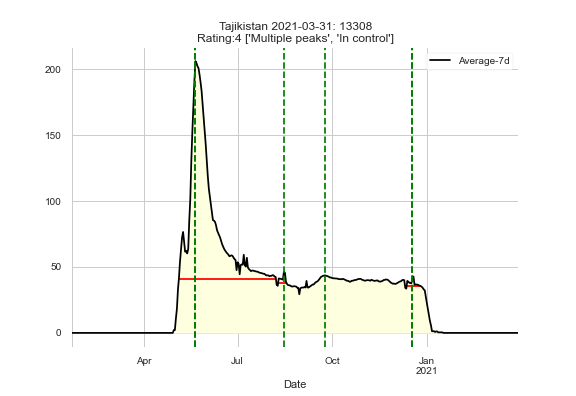 Tajikistan 2021-03-31: 13308
Rating:4 ['Multiple peaks', 'In control']
Average-7d
200
150
100
50
0
Apr
Jul
Oct
Jan
2021
Date